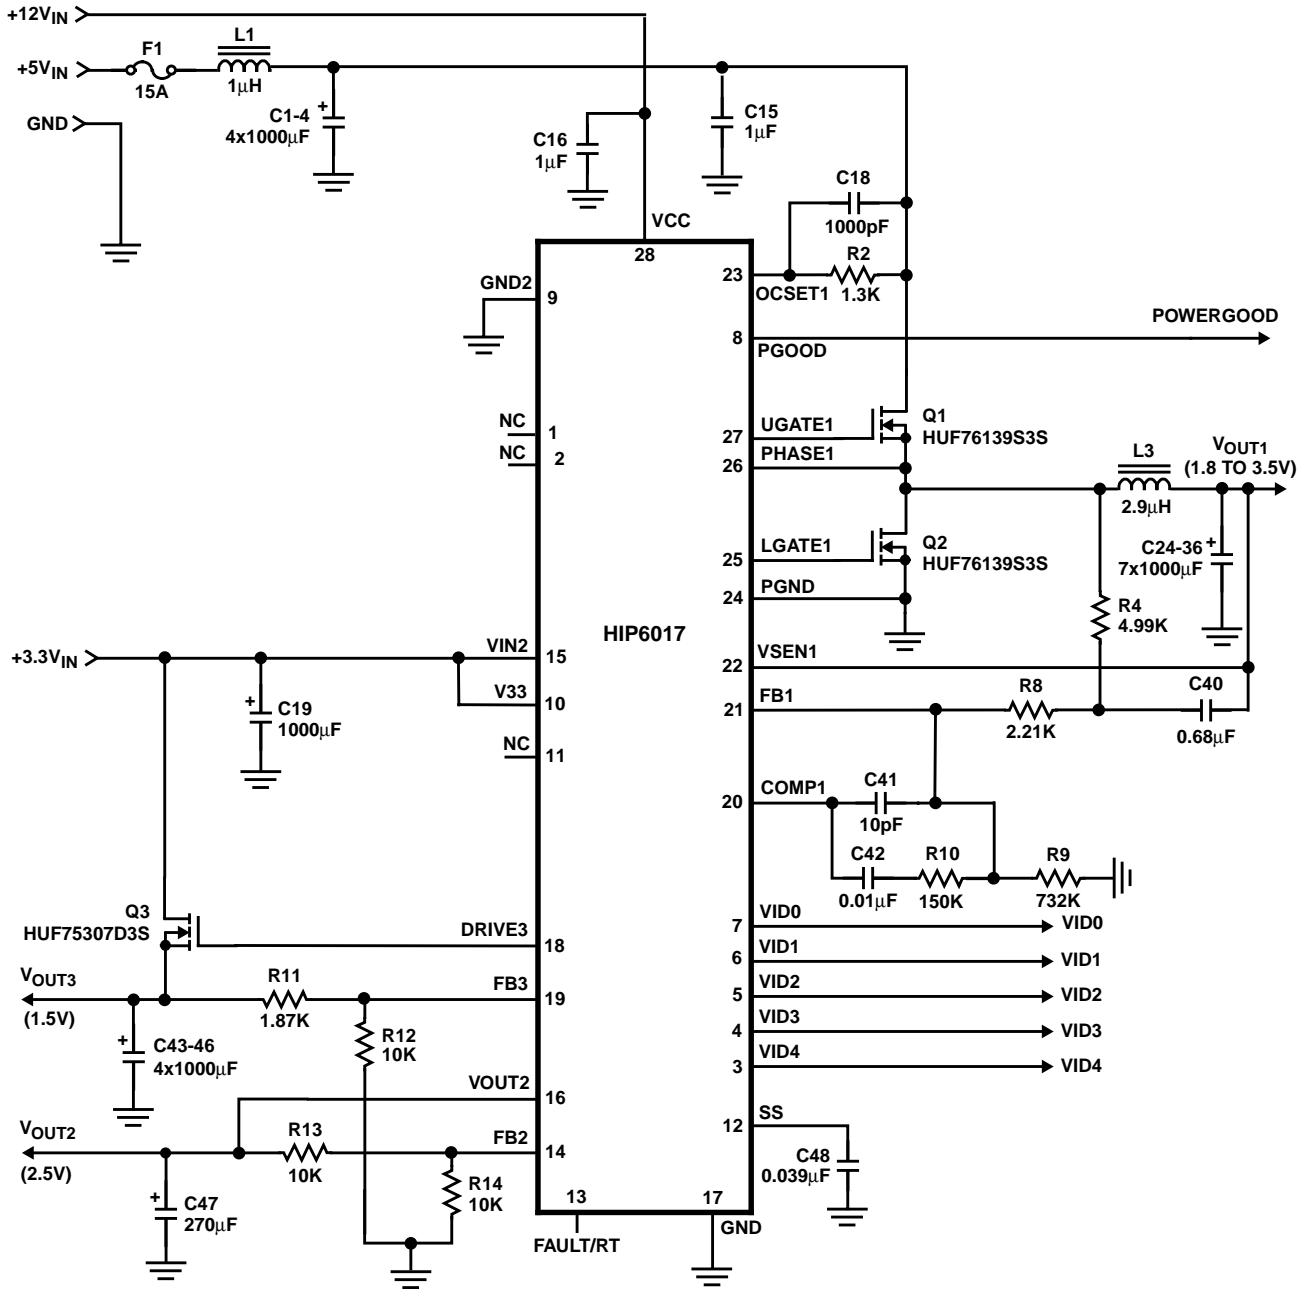 +12VIN
F1
L1
+5VIN
15A
1µH
GND
C1-4
4x1000µF
+
C16
1µF
C15
1µF
C18
1000pF
VCC
28
R2
1.3K
23
OCSET1
GND2
9
8
PGOOD
POWERGOOD
NC
1
NC
2
27
UGATE1
Q1
HUF76139S3S
26
PHASE1
L3
2.9µH
VOUT1
(1.8 TO 3.5V)
25
LGATE1
Q2
HUF76139S3S
C24-36
7x1000µF
+
24
PGND
HIP6017
R4
4.99K
+3.3VIN
VIN2
15
22
VSEN1
V33
10
+
C19
1000µF
21
FB1
R8
2.21K
C40
0.68µF
NC
11
20
COMP1
C41
10pF
C42
0.01µF
R10
150K
R9
732K
Q3
HUF75307D3S
DRIVE3
18
7
VID0
VID0
6
VID1
VID1
5
VID2
VID2
4
VID3
VID3
3
VID4
VID4
VOUT3
(1.5V)
R11
1.87K
FB3
19
+
C43-46
4x1000µF
R12
10K
VOUT2
16
12
SS
C48
0.039µF
VOUT2
(2.5V)
R13
10K
FB2
14
+
C47
270µF
R14
10K
13
FAULT/RT
17
GND